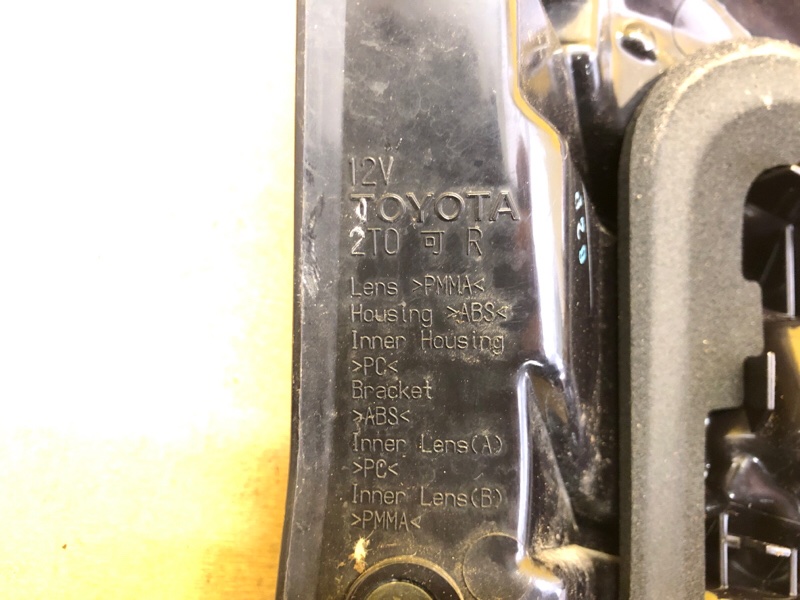 12V
TOYOTA
2TO 可 R
Lens >PMMA<
Housing >ABS<
Inner Housing
>PC<
Bracket
>ABS<
Inner Lens(A)
>PC<
Inner Lens(B)
>PMMA<